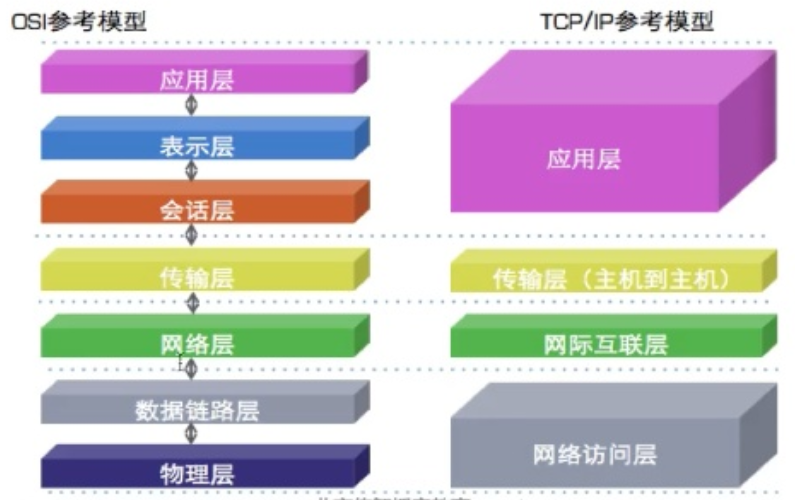 OSI参考模型
TCP/IP参考模型
应用层
表示层
会话层
传输层
网络层
数据链路层
物理层
应用层
传输层（主机到主机）
网际互联层
网络访问层